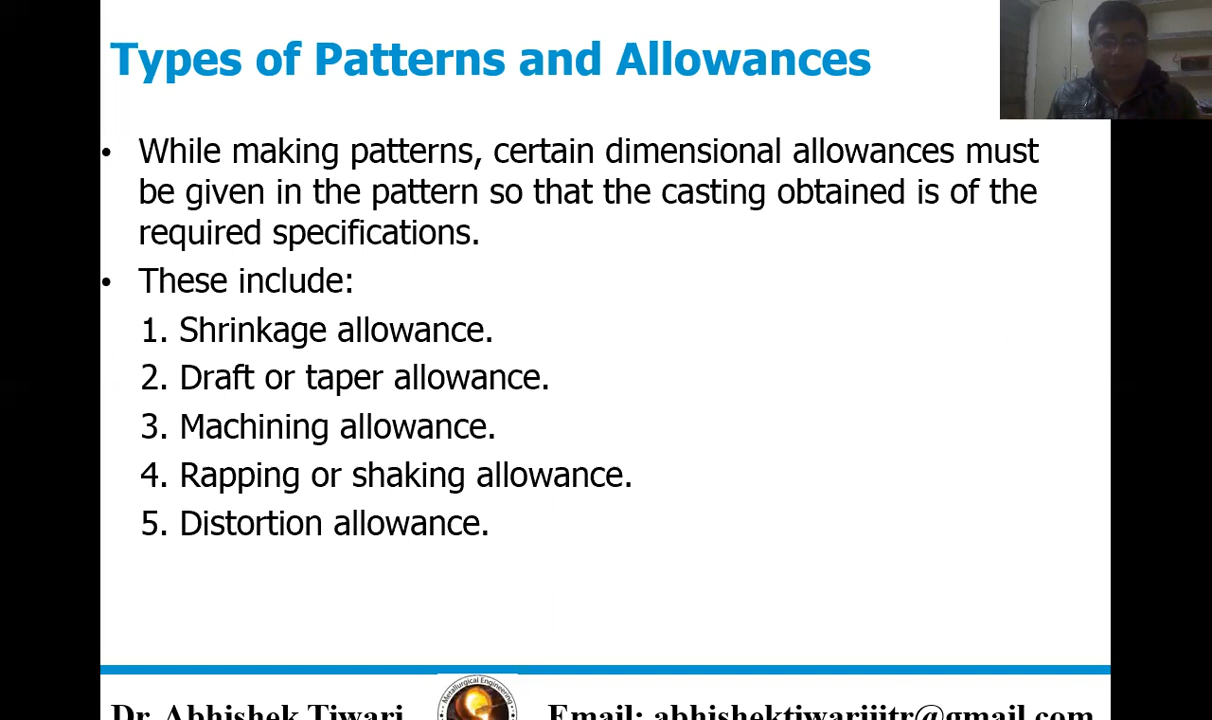 Types of Patterns and Allowances
• While making patterns, certain dimensional allowances must
be given in the pattern so that the casting obtained is of the
required specifications.
• These include:
1. Shrinkage allowance.
2. Draft or taper allowance.
3. Machining allowance.
4. Rapping or shaking allowance.
5. Distortion allowance.
Metallurgical Engineering
Dr. Abhishek Tiwari Email: abhishektiwariiitr@gmail.com